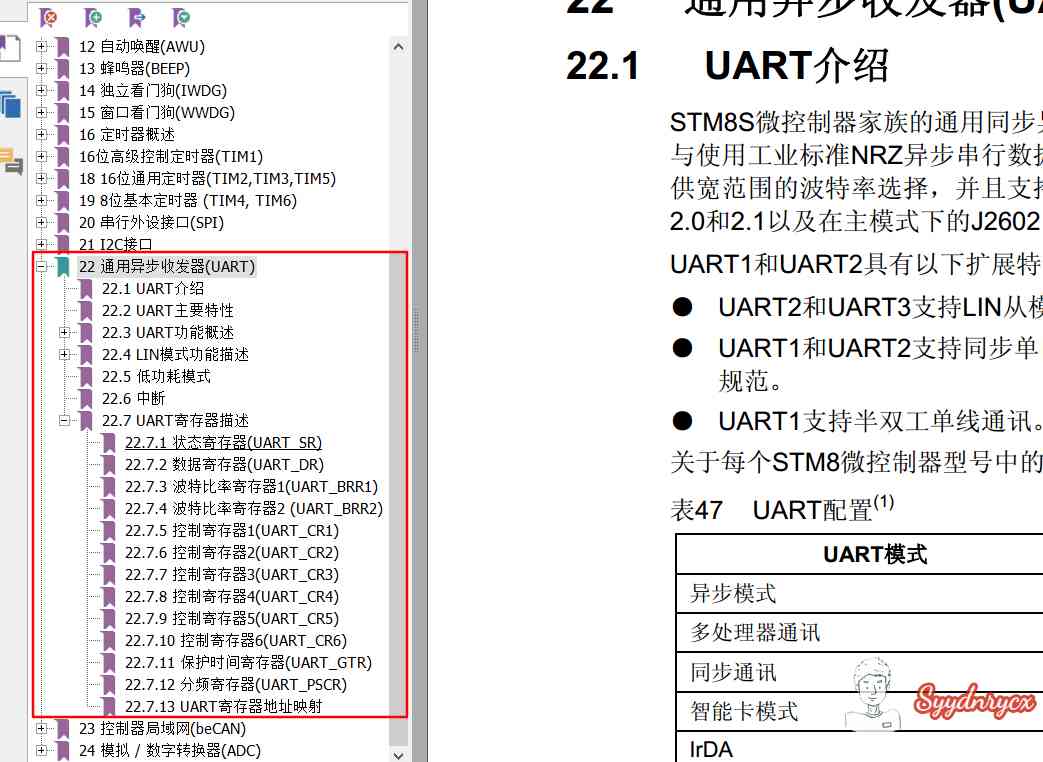 12 自动唤醒(AWU)
13 蜂鸣器(BEEP)
14 独立看门狗(IWDG)
15 窗口看门狗(WWDG)
16 定时器概述
16位高级控制定时器(TIM1)
18 16位通用定时器(TIM2,TIM3,TIM5)
19 8位基本定时器 (TIM4, TIM6)
20 串行外设接口(SPI)
21 I2C接口
22 通用异步收发器(UART)
22.1 UART介绍
22.2 UART主要特性
22.3 UART功能概述
22.4 LIN模式功能描述
22.5 低功耗模式
22.6 中断
22.7 UART寄存器描述
22.7.1 状态寄存器(UART_SR)
22.7.2 数据寄存器(UART_DR)
22.7.3 波特比率寄存器1(UART_BRR1)
22.7.4 波特比率寄存器2 (UART_BRR2)
22.7.5 控制寄存器1(UART_CR1)
22.7.6 控制寄存器2(UART_CR2)
22.7.7 控制寄存器3(UART_CR3)
22.7.8 控制寄存器4(UART_CR4)
22.7.9 控制寄存器5(UART_CR5)
22.7.10 控制寄存器6(UART_CR6)
22.7.11 保护时间寄存器(UART_GTR)
22.7.12 分频寄存器(UART_PSCR)
22.7.13 UART寄存器地址映射
23 控制器局域网(beCAN)
24 模拟 / 数字转换器(ADC)
22 通用异步收发器(U
22.1 UART介绍
STM8S微控制器家族的通用同步异
与使用工业标准NRZ异步串行数据
供宽范围的波特率选择，并且支持
2.0和2.1以及在主模式下的J2602
UART1和UART2具有以下扩展特
● UART2和UART3支持LIN从模
● UART1和UART2支持同步单
规范。
● UART1支持半双工单线通讯。
关于每个STM8微控制器型号中的
表47 UART配置(1)
UART模式
异步模式
多处理器通讯
同步通讯
智能卡模式
IrDA
Syydnrycx